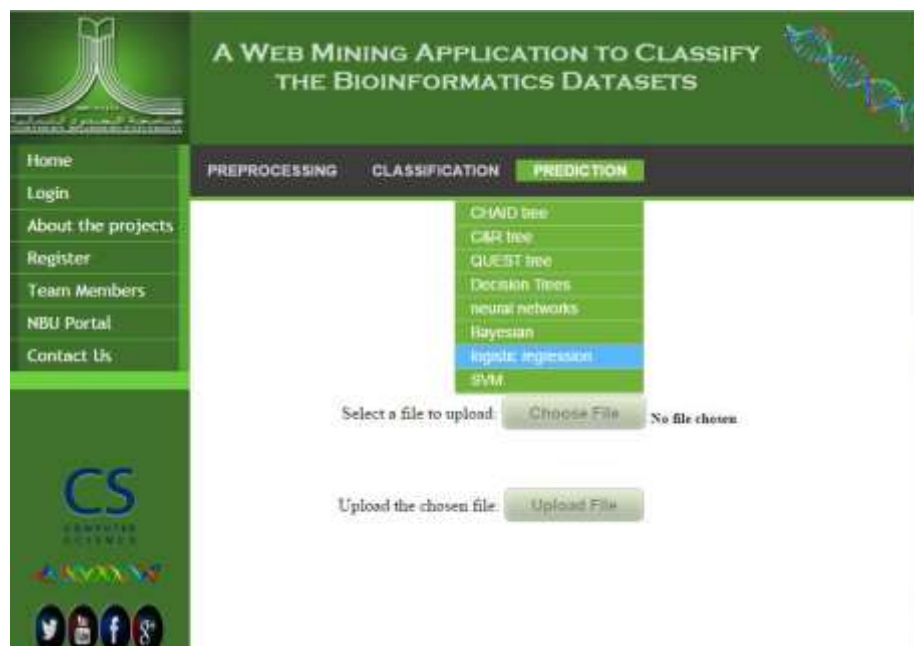 A WEB MINING APPLICATION TO CLASSIFY
THE BIOINFORMATICS DATASETS
Home
Login
About the projects
Register
Team Members
NBU Portal
Contact Us
PREPROCESSING CLASSIFICATION PREDICTION
CHAID tree
C&R tree
QUEST tree
Decision Trees
neural networks
Bayesian
logistic regression
SVM
Select a file to upload: Choose File No file chosen
Upload the chosen file: Upload File
CS
COMPUTER
SCIENCE